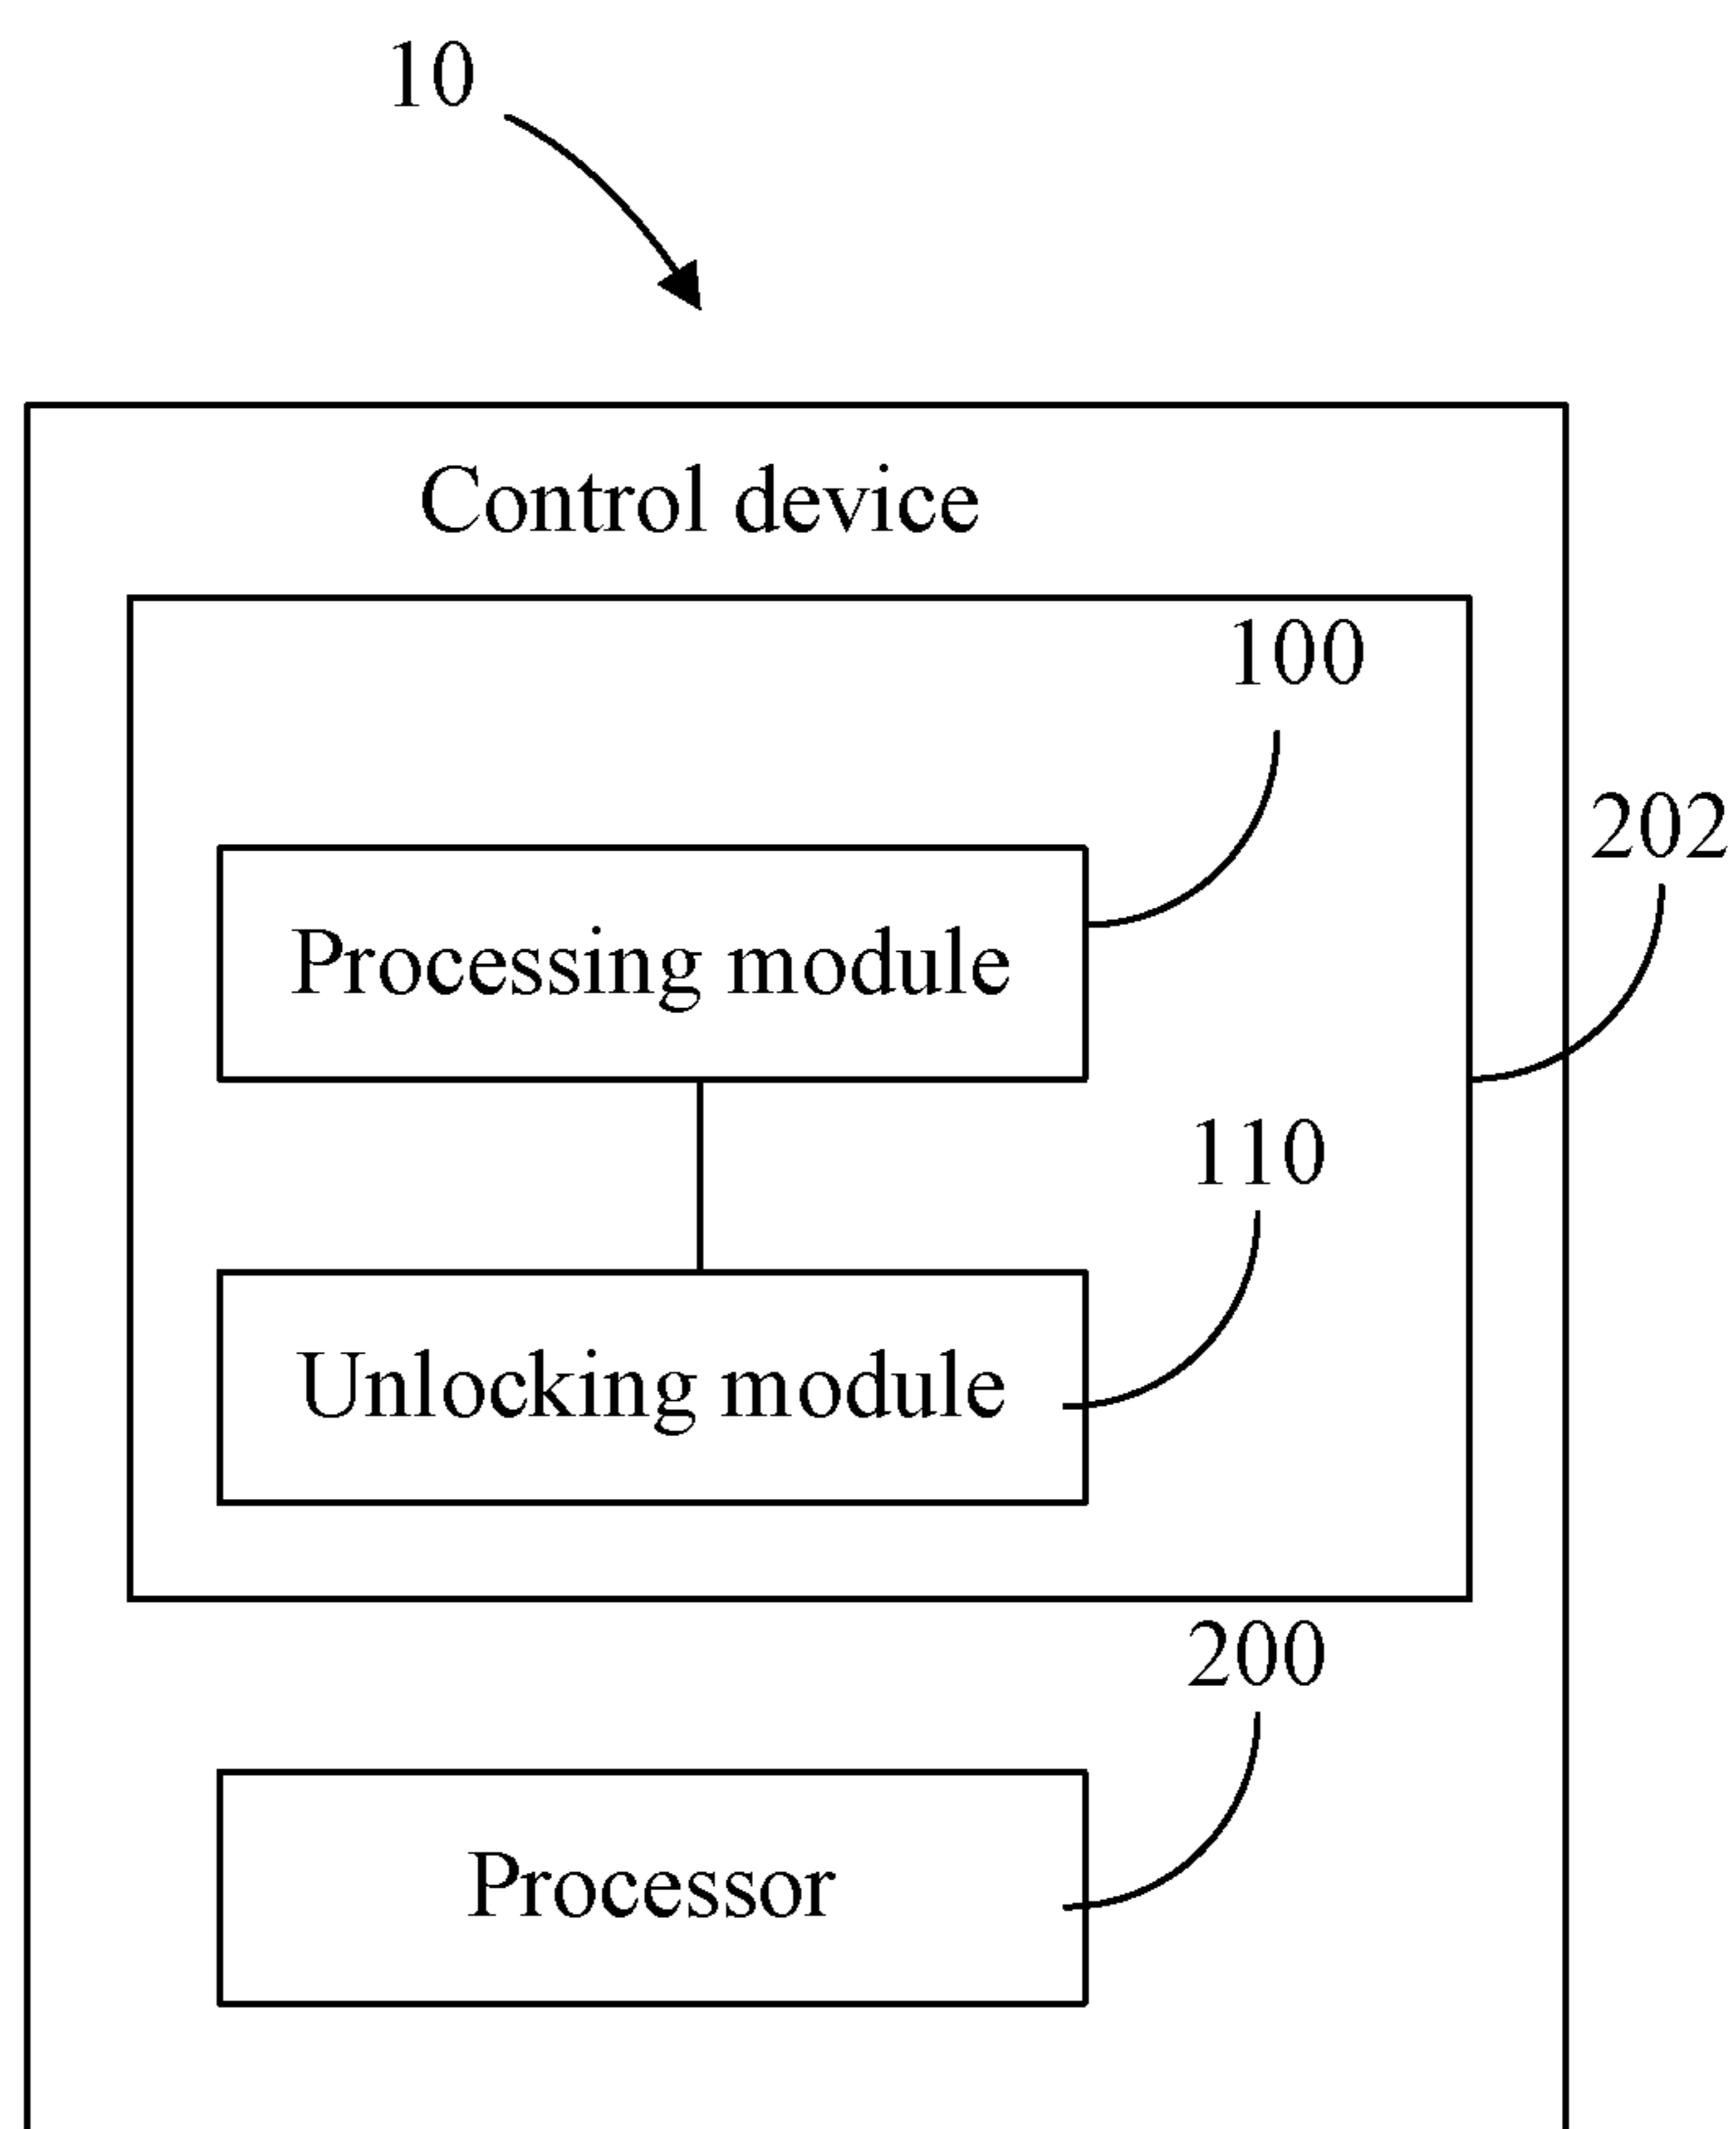 10
Control device
100
202
Processing module
110
Unlocking module
200
Processor